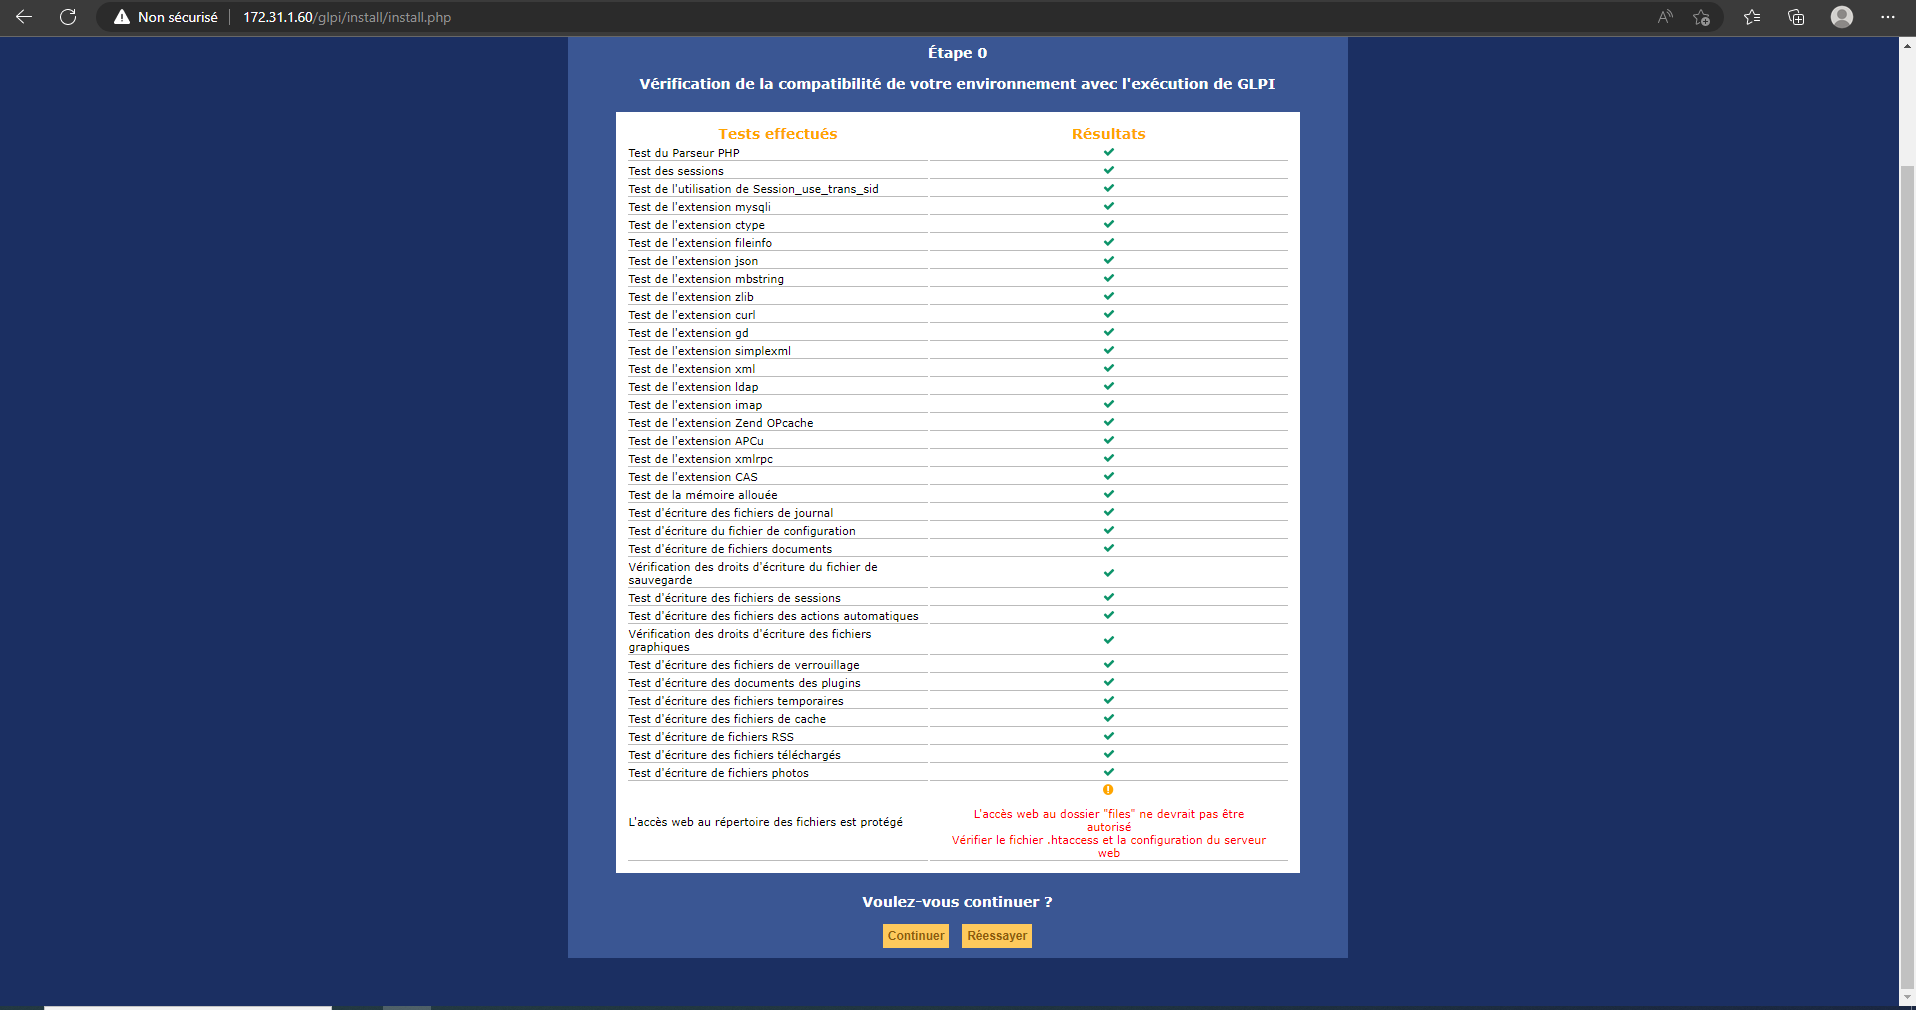 Non sécurisé
172.31.1.60/glpi/install/install.php
Étape 0
Vérification de la compatibilité de votre environnement avec l'exécution de GLPI
Tests effectués
Résultats
Test du Parseur PHP
Test des sessions
Test de l'utilisation de Session_use_trans_sid
Test de l'extension mysqli
Test de l'extension ctype
Test de l'extension fileinfo
Test de l'extension json
Test de l'extension mbstring
Test de l'extension zlib
Test de l'extension curl
Test de l'extension gd
Test de l'extension simplexml
Test de l'extension xml
Test de l'extension ldap
Test de l'extension imap
Test de l'extension Zend OPcache
Test de l'extension APCu
Test de l'extension xmlrpc
Test de l'extension CAS
Test de la mémoire allouée
Test d'écriture des fichiers de journal
Test d'écriture du fichier de configuration
Test d'écriture de fichiers documents
Vérification des droits d'écriture du fichier de
sauvegarde
Test d'écriture des fichiers de sessions
Test d'écriture des fichiers des actions automatiques
Vérification des droits d'écriture des fichiers
graphiques
Test d'écriture des fichiers de verrouillage
Test d'écriture des documents des plugins
Test d'écriture des fichiers temporaires
Test d'écriture des fichiers de cache
Test d'écriture de fichiers RSS
Test d'écriture des fichiers téléchargés
Test d'écriture de fichiers photos
L'accès web au répertoire des fichiers est protégé
L'accès web au dossier "files" ne devrait pas être
autorisé
Vérifier le fichier .htaccess et la configuration du serveur
web
Voulez-vous continuer ?
Continuer
Réessayer